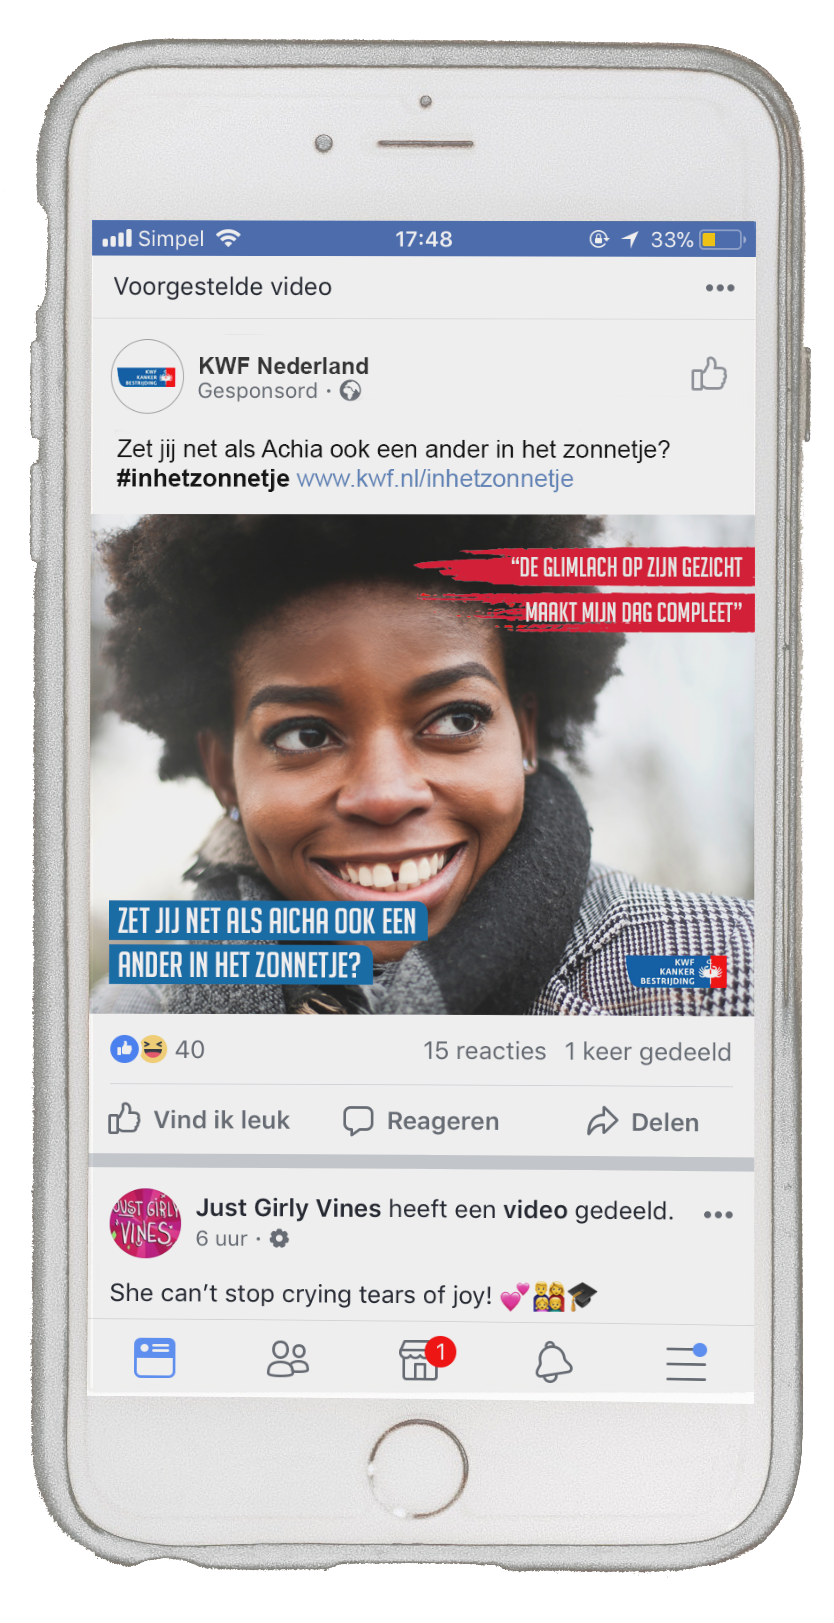 Simpel 17:48 33%
Voorgestelde video
KWF Nederland
Gesponsord ·
KWF
KANKER
BESTRIJDING
Zet jij net als Achia ook een ander in het zonnetje?
#inhetzonnetje www.kwf.nl/inhetzonnetje
"DE GLIMLACH OP ZIJN GEZICHT
MAAKT MIJN DAG COMPLEET"
ZET JIJ NET ALS AICHA OOK EEN
ANDER IN HET ZONNETJE?
KWF
KANKER
BESTRIJDING
40 15 reacties 1 keer gedeeld
Vind ik leuk Reageren Delen
JUST GIRLY
VINES
Just Girly Vines heeft een video gedeeld.
6 uur ·
She can't stop crying tears of joy! 💕👨‍👩‍👧‍👦🎓
1